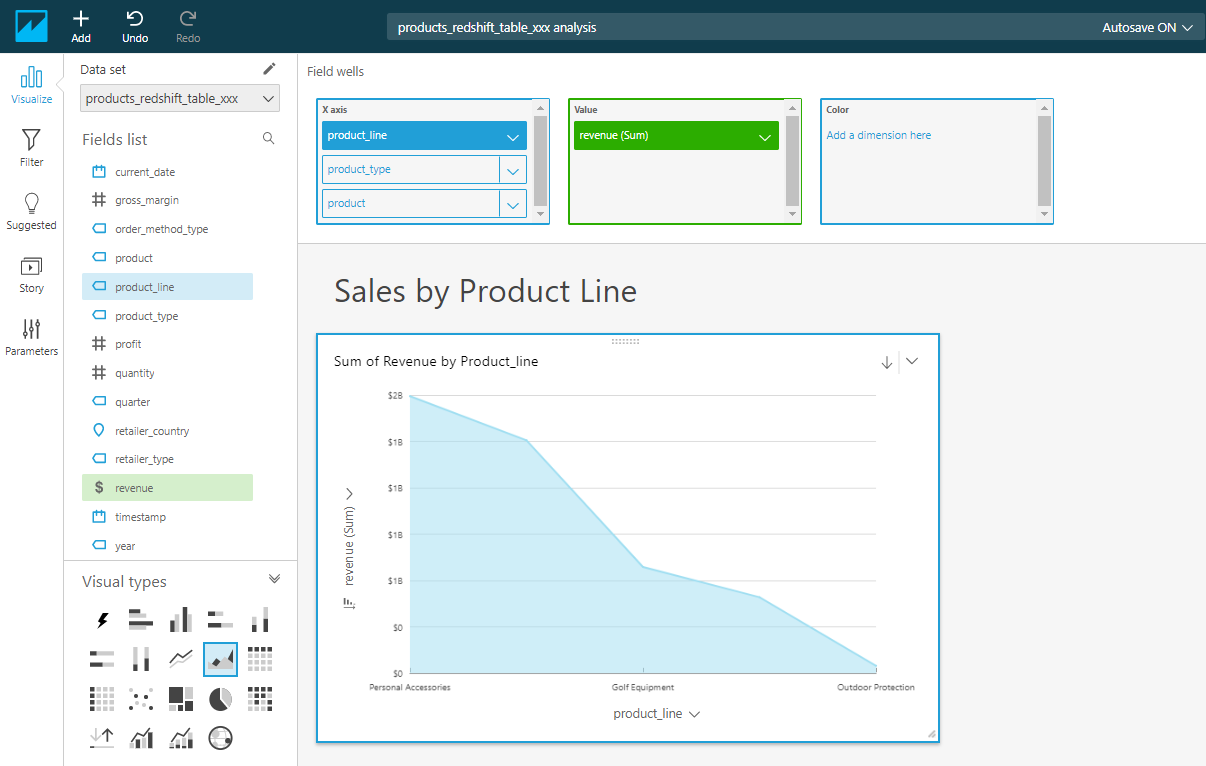 Add
Undo
Redo
products_redshift_table_xxx analysis
Autosave ON
Visualize
Filter
Suggested
Story
Parameters
Data set
products_redshift_table_xxx
Fields list
current_date
gross_margin
order_method_type
product
product_line
product_type
profit
quantity
quarter
retailer_country
retailer_type
$ revenue
timestamp
year
Visual types
Field wells
X axis
product_line
product_type
product
Value
revenue (Sum)
Color
Add a dimension here
Sales by Product Line
Sum of Revenue by Product_line
revenue (Sum)
$2B
$1B
$1B
$1B
$1B
$0
$0
Personal Accessories
Golf Equipment
Outdoor Protection
product_line